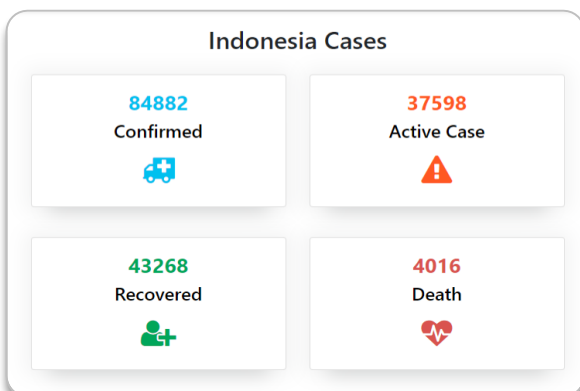 Indonesia Cases
84882
Confirmed
37598
Active Case
43268
Recovered
4016
Death